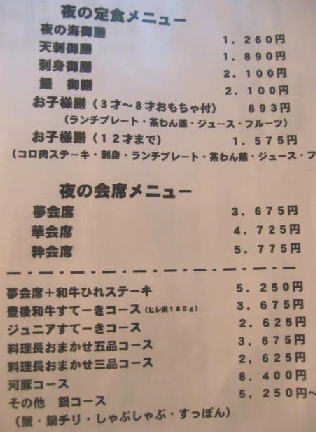 夜の定食メニュー
夜の海御膳 1.260円
天刺御膳 1.890円
刺身御膳 2.100円
鰻 御膳 2.100円
お子様膳（3才～8才おもちゃ付） 893円
（ランチプレート・茶わん蒸・ジュース・フルーツ）
お子様膳（12才まで） 1.575円
（コロ肉ステーキ・刺身・ランチプレート・茶わん蒸・ジュース・フ
夜の会席メニュー
夢会席 3.675円
華会席 4.725円
粋会席 5.775円
夢会席＋和牛ひれステーキ 5.250円
豊後和牛すてーきコース（ヒレ肉180g） 3.675円
ジュニアすてーきコース 2.625円
料理長おまかせ五品コース 3,675円
料理長おまかせ三品コース 2,625円
河豚コース 8.400円
その他 鍋コース 5,250円～
（蟹・鍋チリ・しゃぶしゃぶ・すっぽん）